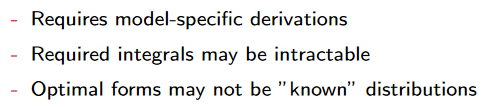 - Requires model-specific derivations
- Required integrals may be intractable
- Optimal forms may not be "known" distributions